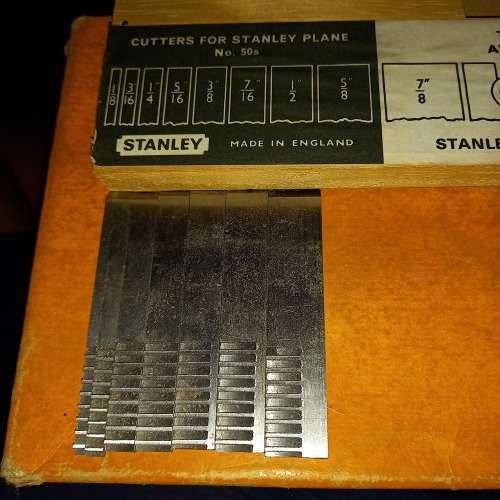 CUTTERS FOR STANLEY PLANE
No. 50s
1/8" 3/16" 1/4" 5/16" 3/8" 7/16" 1/2" 5/8" 7/8"
STANLEY MADE IN ENGLAND
STANLE